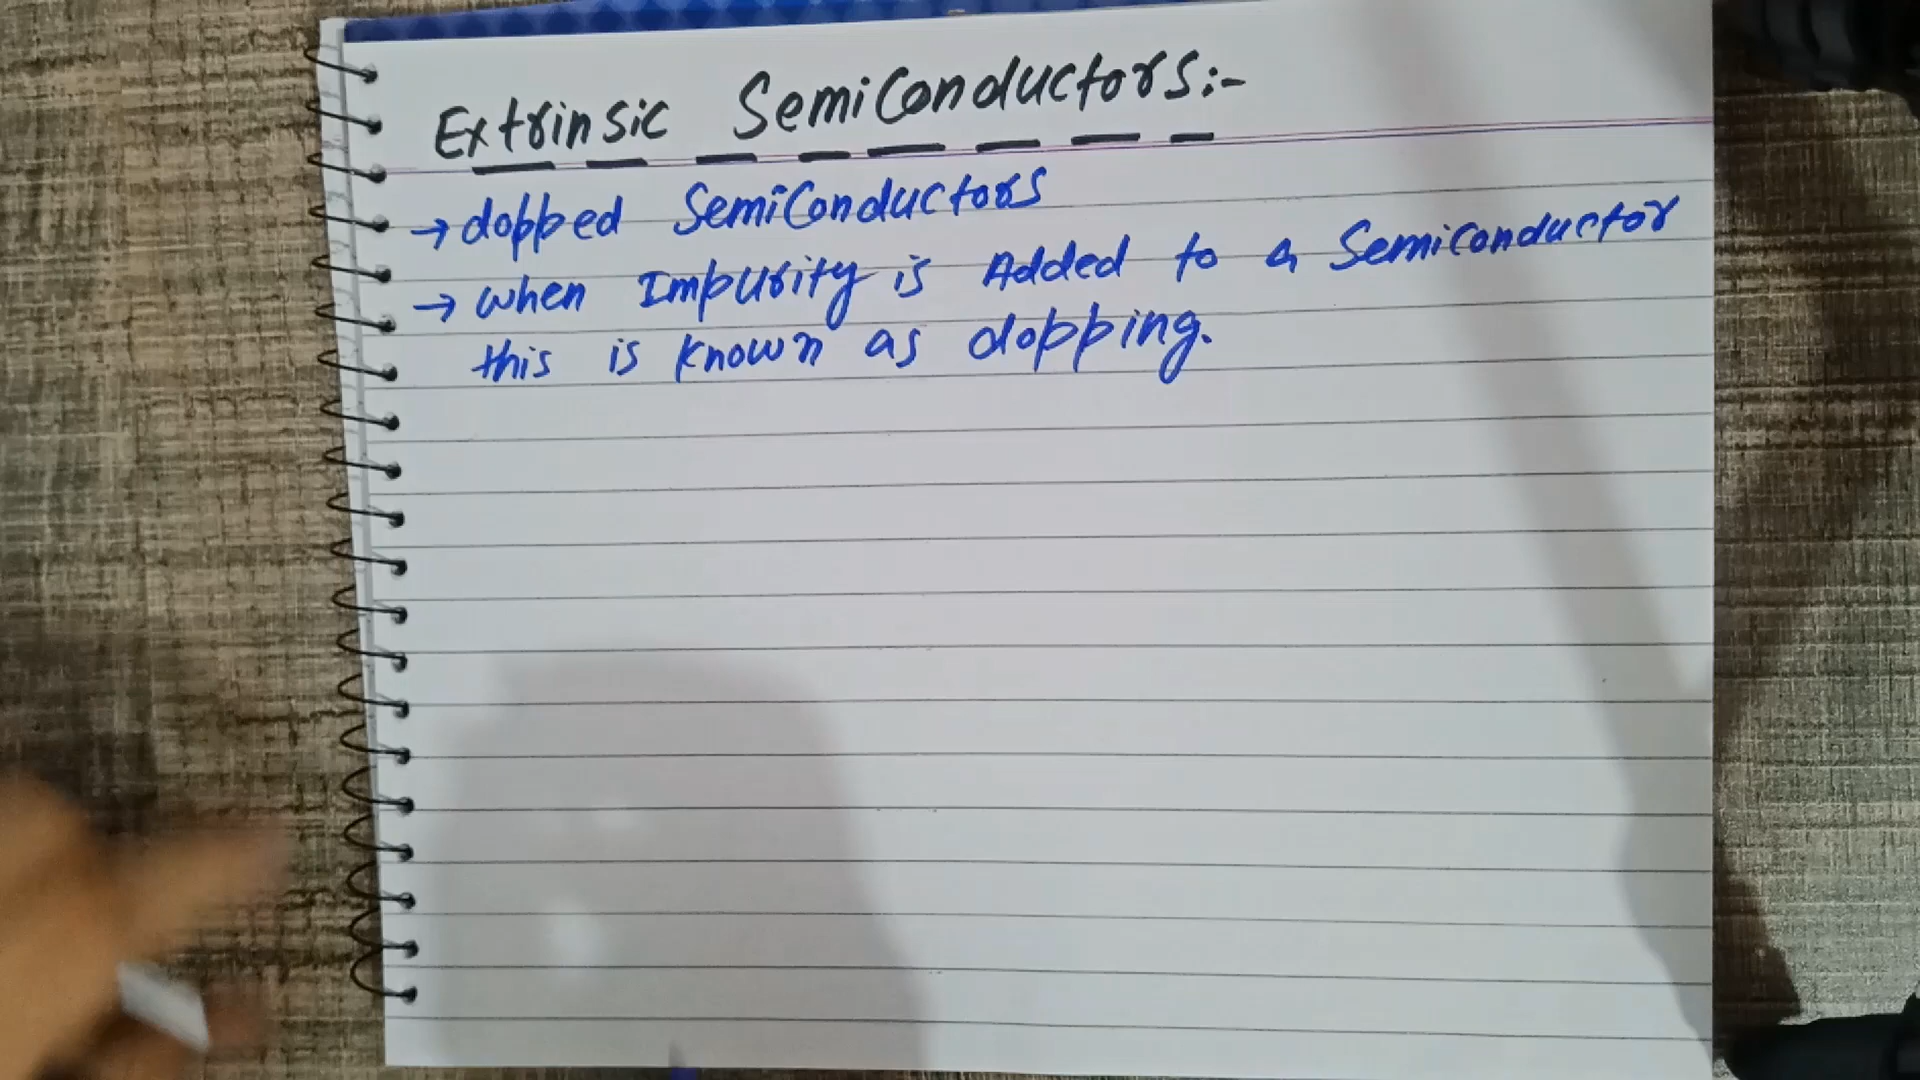 Extrinsic SemiConductors:-
→ dopped SemiConductors
→ when Impurity is Added to a Semiconductor
this is known as dopping.